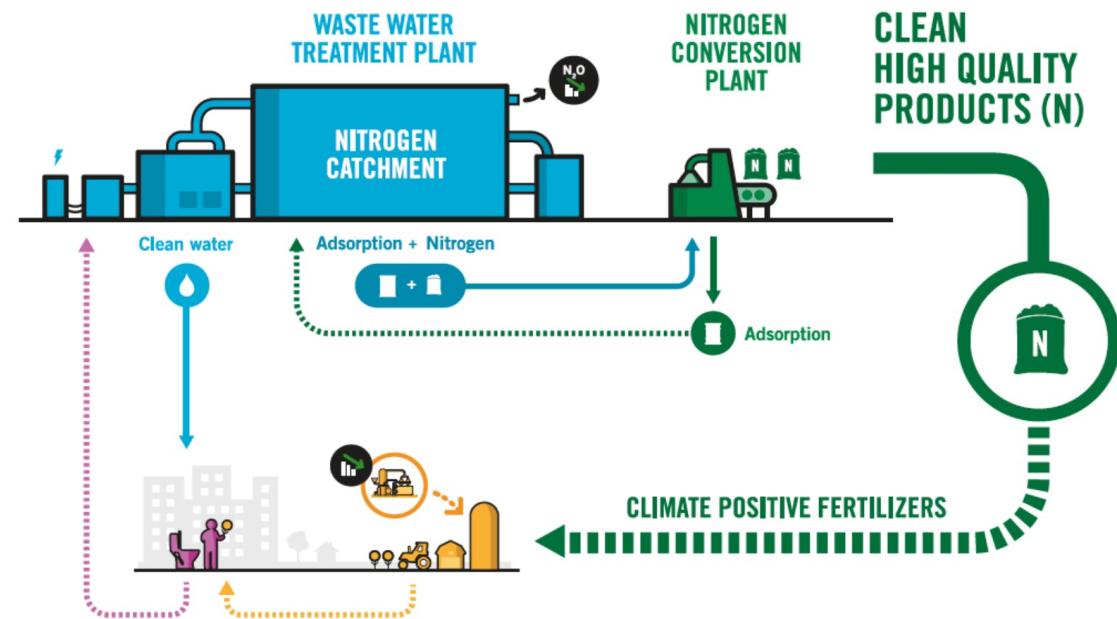 WASTE WATER
TREATMENT PLANT
NITROGEN
CONVERSION
PLANT
CLEAN
HIGH QUALITY
PRODUCTS (N)
N₂O
NITROGEN
CATCHMENT
N N
Clean water
Adsorption + Nitrogen
+
Adsorption
N
CLIMATE POSITIVE FERTILIZERS